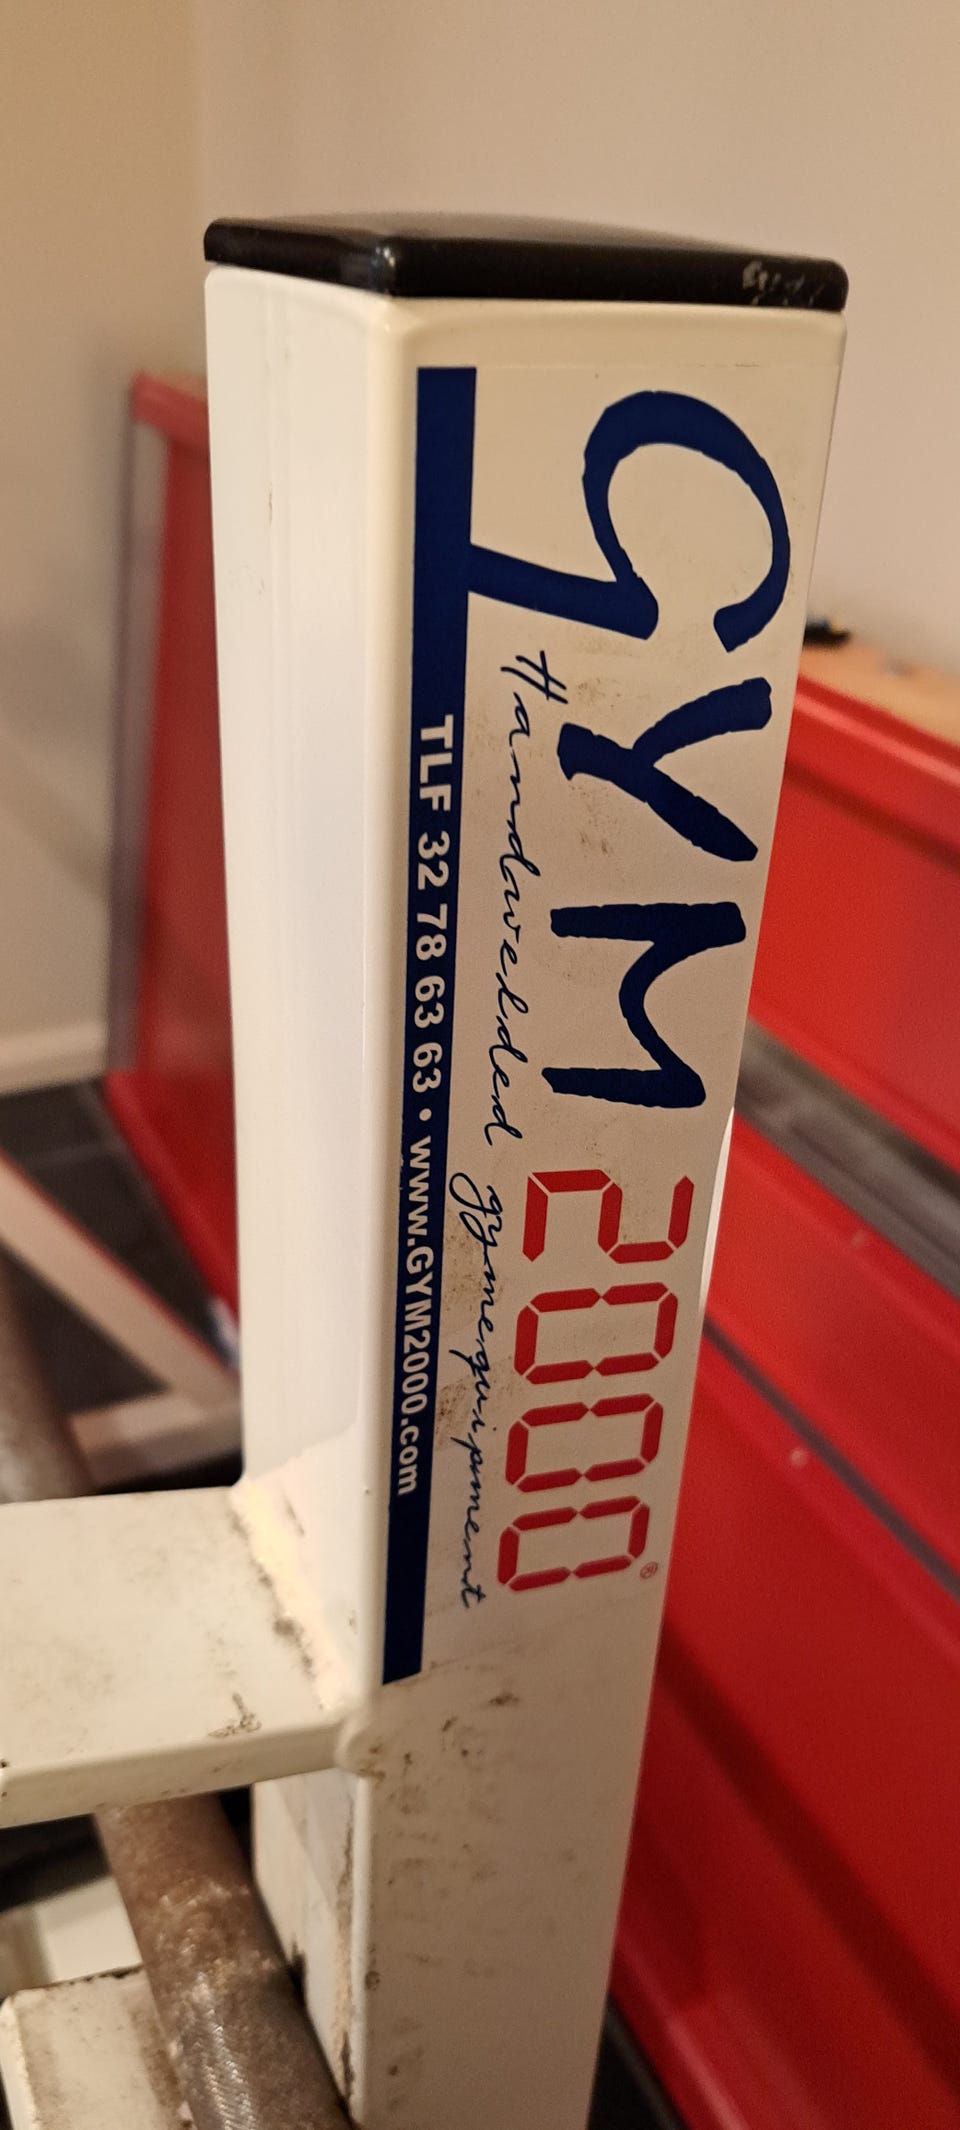 GYM 2000®
Handwelded gymequipment
TLF 32 78 63 63 • www.GYM2000.com